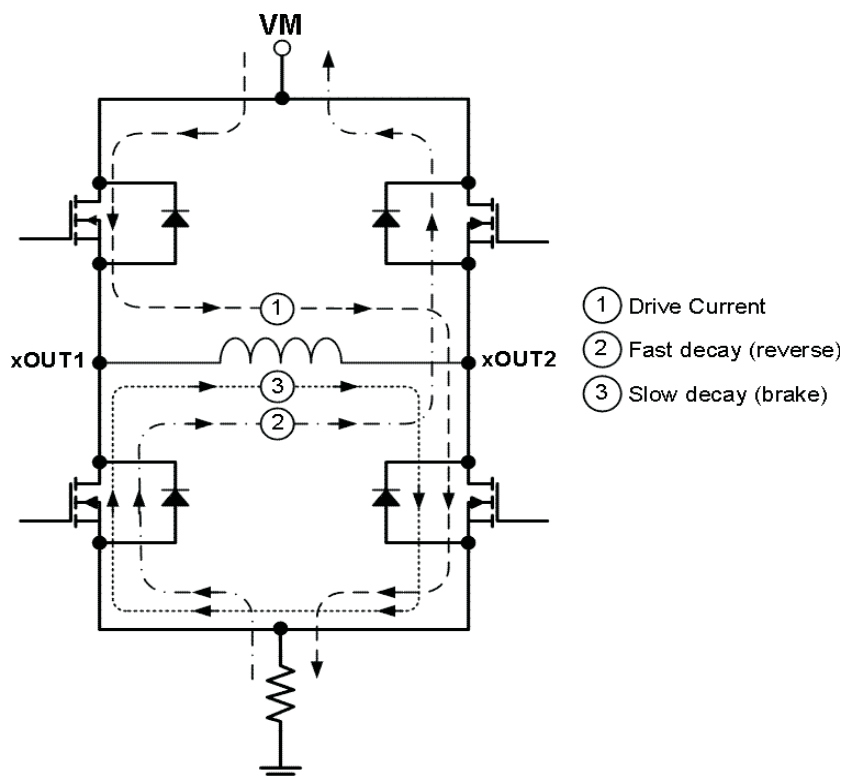 VM
1
xOUT1
xOUT2
3
2
1 Drive Current
2 Fast decay (reverse)
3 Slow decay (brake)